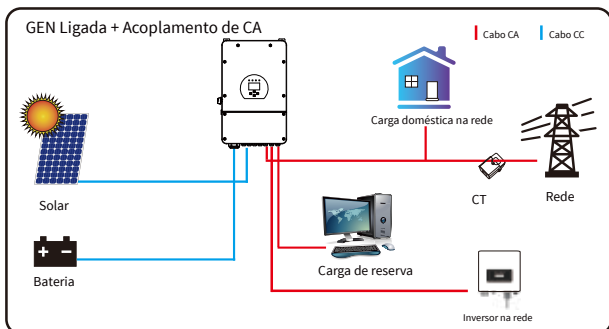 GEN Ligada + Acoplamento de CA
Cabo CA
Cabo CC
Carga doméstica na rede
Solar
CT
Rede
Bateria
Carga de reserva
Inversor na rede